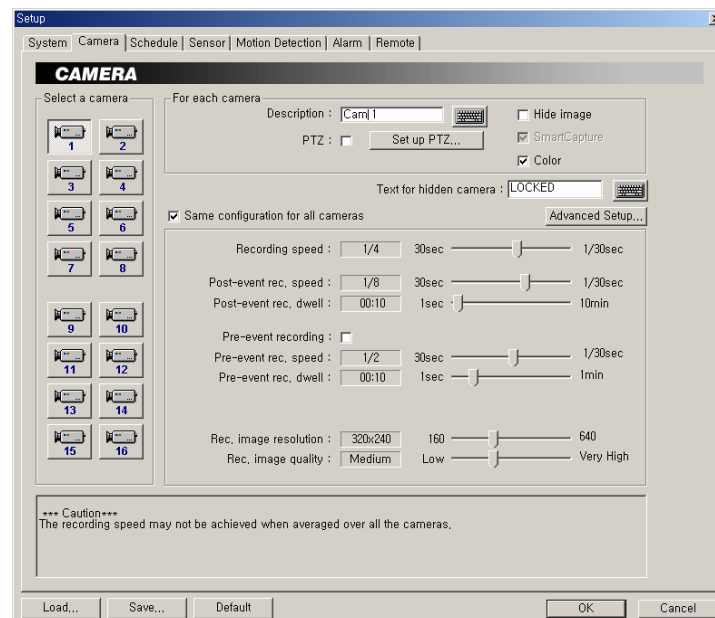 Setup
System Camera Schedule Sensor Motion Detection Alarm Remote
CAMERA
Select a camera
1 2
3 4
5 6
7 8
9 10
11 12
13 14
15 16
For each camera
Description : Cam 1
Hide image
PTZ : Set up PTZ...
SmartCapture
Color
Text for hidden camera : LOCKED
Same configuration for all cameras
Advanced Setup...
Recording speed : 1/4 30sec 1/30sec
Post-event rec, speed : 1/8 30sec 1/30sec
Post-event rec, dwell : 00:10 1sec 10min
Pre-event recording :
Pre-event rec, speed : 1/2 30sec 1/30sec
Pre-event rec, dwell : 00:10 1sec 1min
Rec, image resolution : 320x240 160 640
Rec, image quality : Medium Low Very High
*** Caution***
The recording speed may not be achieved when averaged over all the cameras,
Load... Save... Default OK Cancel